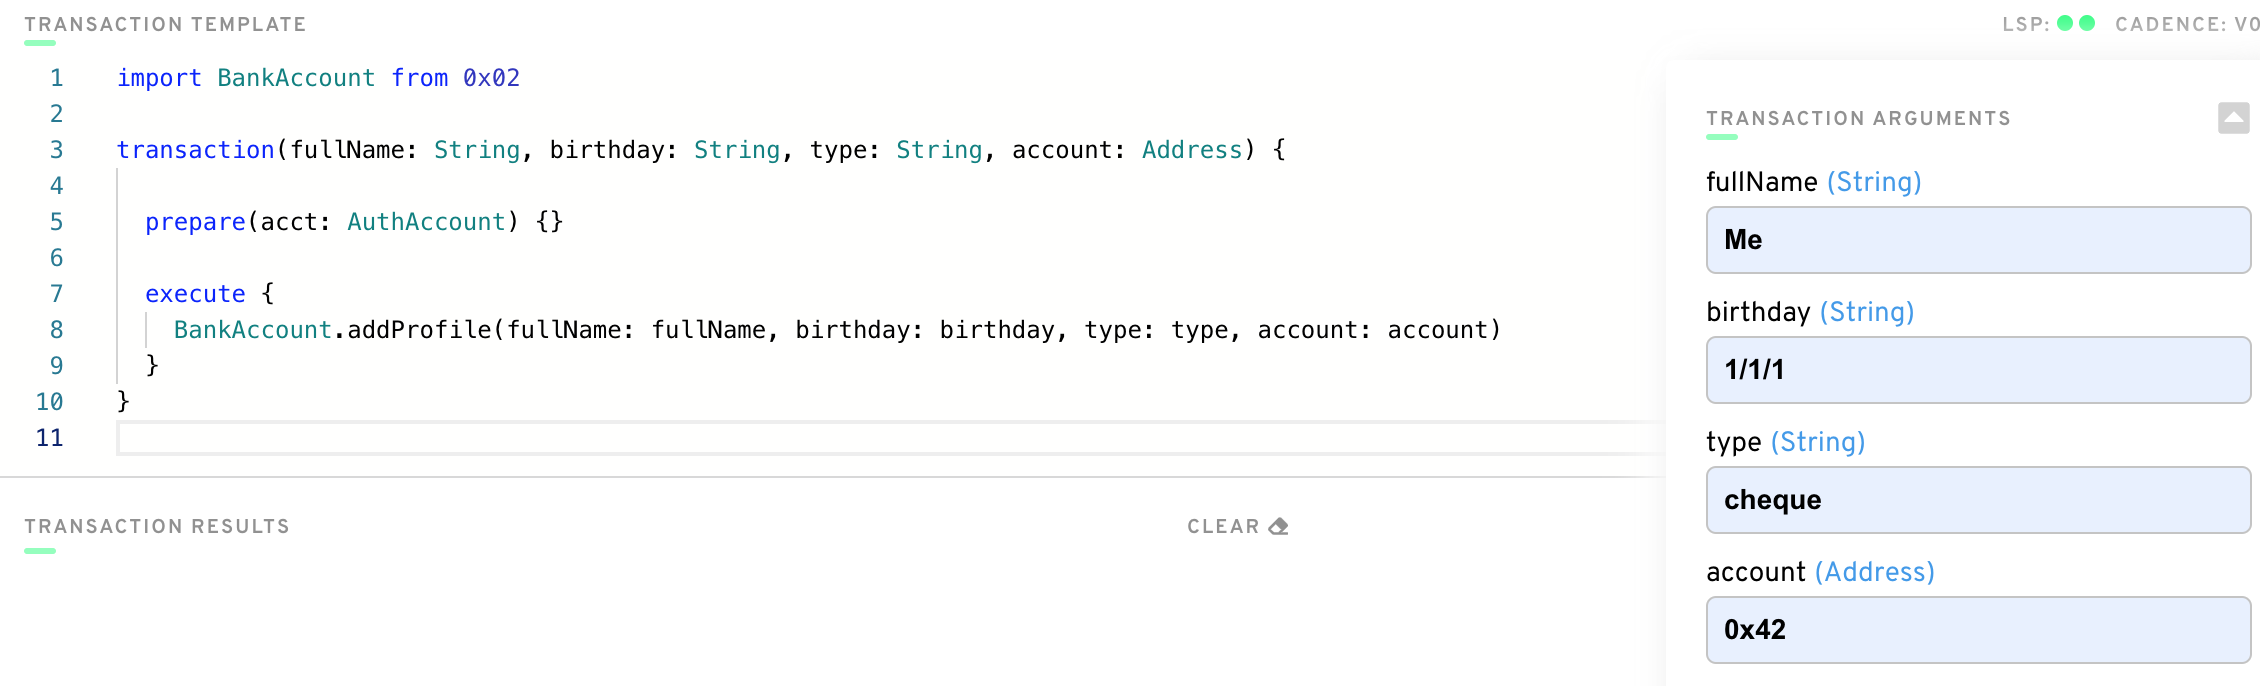 TRANSACTION TEMPLATE
LSP: CADENCE: V0
1 import BankAccount from 0x02
2
3 transaction(fullName: String, birthday: String, type: String, account: Address) {
4
5 prepare(acct: AuthAccount) {}
6
7 execute {
8 BankAccount.addProfile(fullName: fullName, birthday: birthday, type: type, account: account)
9 }
10 }
11
TRANSACTION RESULTS
CLEAR
TRANSACTION ARGUMENTS
fullName (String)
Me
birthday (String)
1/1/1
type (String)
cheque
account (Address)
0x42